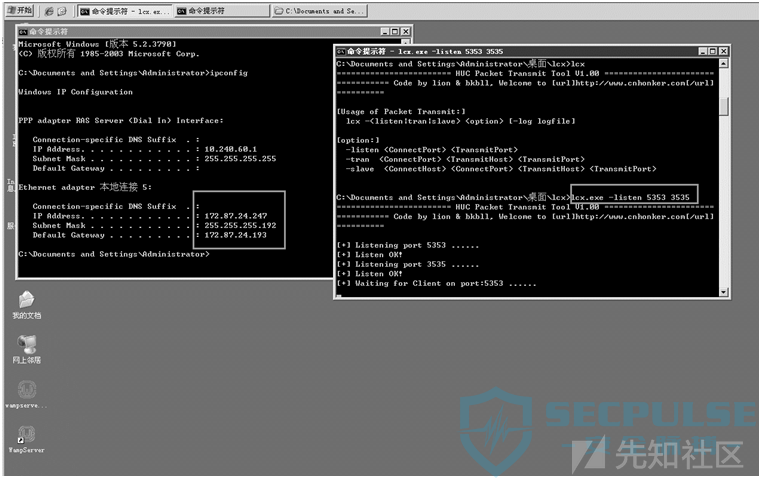 开始
命令提示符 - lcx.ex...
命令提示符
C:\Documents and Se...
命令提示符
Microsoft Windows [版本 5.2.3790]
(C) 版权所有 1985-2003 Microsoft Corp.
C:\Documents and Settings\Administrator>ipconfig
Windows IP Configuration
PPP adapter RAS Server (Dial In) Interface:
Connection-specific DNS Suffix . :
IP Address. . . . . . . . . . . . : 10.240.60.1
Subnet Mask . . . . . . . . . . . : 255.255.255.255
Default Gateway . . . . . . . . . :
Ethernet adapter 本地连接 5:
Connection-specific DNS Suffix . :
IP Address. . . . . . . . . . . . : 172.87.24.247
Subnet Mask . . . . . . . . . . . : 255.255.255.192
Default Gateway . . . . . . . . . : 172.87.24.193
C:\Documents and Settings\Administrator>
命令提示符 - lcx.exe -listen 5353 3535
C:\Documents and Settings\Administrator\桌面\lcx>lcx
======================= HUC Packet Transmit Tool V1.00 =======================
=========== Code by lion & bkbll, Welcome to [url]http://www.cnhonker.com[/url]
==========
[Usage of Packet Transmit:]
lcx -<listen|tran|slave> <option> [-log logfile]
[option:]
-listen <ConnectPort> <TransmitPort>
-tran <ConnectPort> <TransmitHost> <TransmitPort>
-slave <ConnectHost> <ConnectPort> <TransmitHost> <TransmitPort>
C:\Documents and Settings\Administrator\桌面\lcx>lcx.exe -listen 5353 3535
======================= HUC Packet Transmit Tool V1.00 =======================
=========== Code by lion & bkbll, Welcome to [url]http://www.cnhonker.com[/url]
==========
[+] Listening port 5353 ......
[+] Listen OK!
[+] Listening port 3535 ......
[+] Listen OK!
[+] Waiting for Client on port:5353 ......
我的文档
网上邻居
wampserve...
WampServer
SECPULSE
先知社区